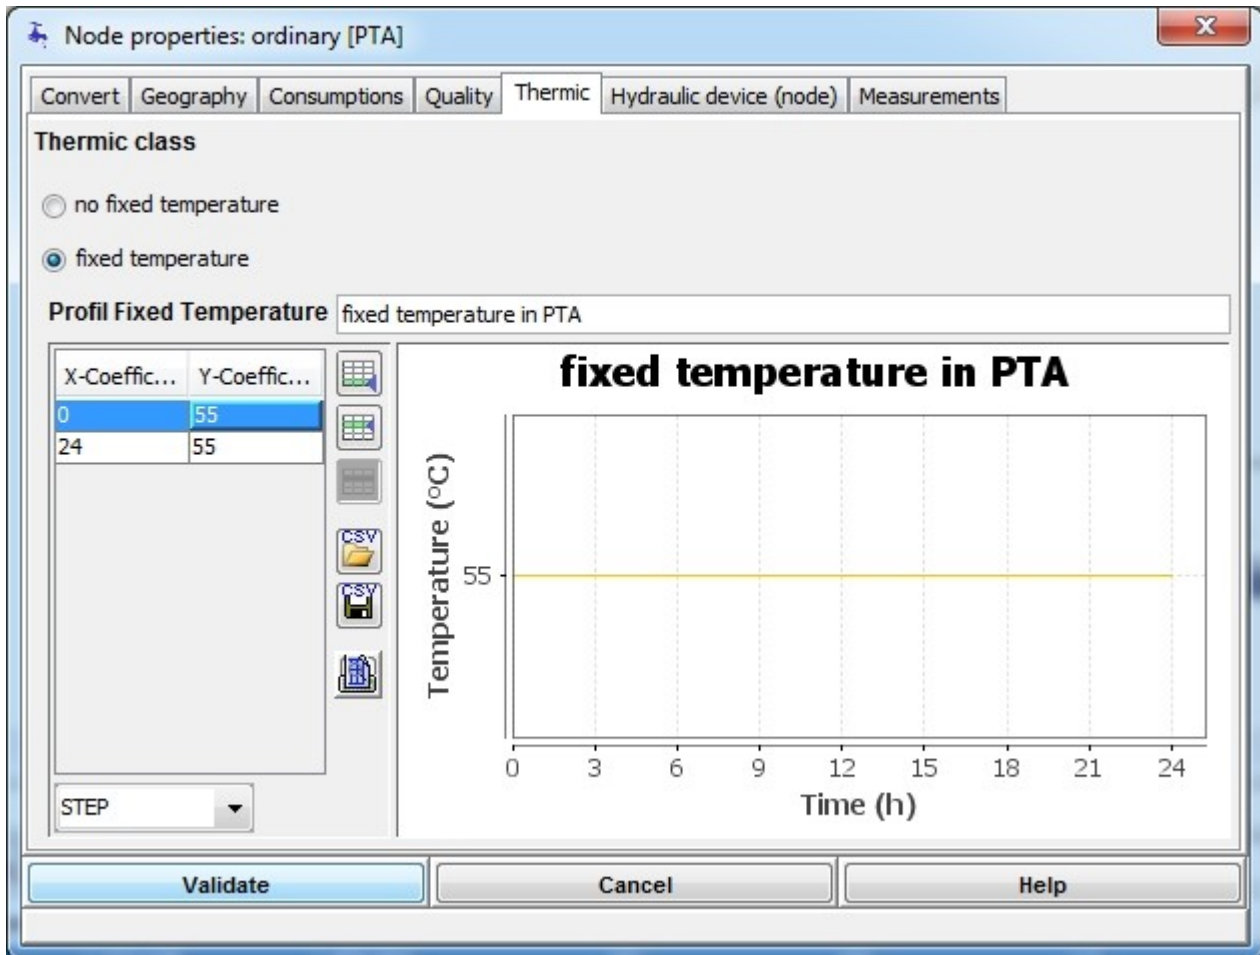 Node properties: ordinary [PTA]
Convert Geography Consumptions Quality Thermic Hydraulic device (node) Measurements
Thermic class
no fixed temperature
fixed temperature
Profil Fixed Temperature fixed temperature in PTA
X-Coeffic... Y-Coeffic...
0 55
24 55
CSV
CSV
STEP
fixed temperature in PTA
Temperature (°C)
55
0 3 6 9 12 15 18 21 24
Time (h)
Validate Cancel Help